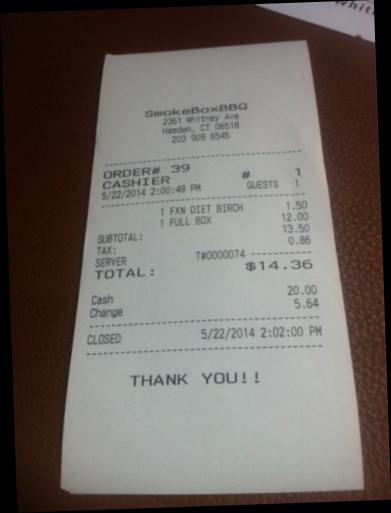 SmokeBoxBBQ
2361 Whitney Ave
Hamden, CT 06518
203 909 6545
ORDER# 39 # 1
CASHIER GUESTS 1
5/22/2014 2:00:48 PM
1 FXN DIET BIRCH 1.50
1 FULL BOX 12.00
SUBTOTAL: 13.50
TAX: 0.86
SERVER T#0000074
TOTAL: $14.36
Cash 20.00
Change 5.64
CLOSED 5/22/2014 2:02:00 PM
THANK YOU!!